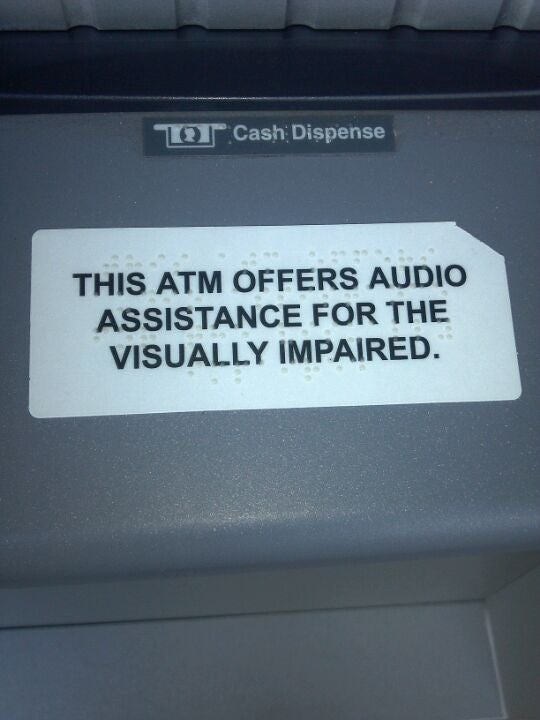 Cash Dispense
THIS ATM OFFERS AUDIO
ASSISTANCE FOR THE
VISUALLY IMPAIRED.